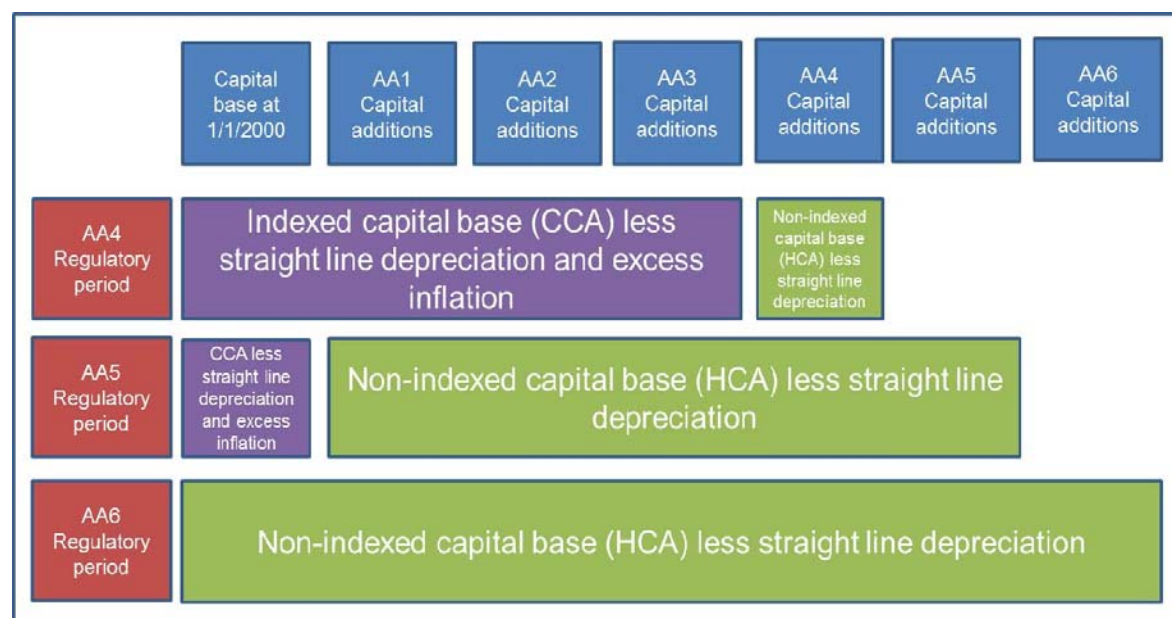 Capital
base at
1/1/2000
AA1
Capital
additions
AA2
Capital
additions
AA3
Capital
additions
AA4
Capital
additions
AA5
Capital
additions
AA6
Capital
additions
AA4
Regulatory
period
Indexed capital base (CCA) less
straight line depreciation and excess
inflation
Non-indexed
capital base
(HCA) less
straight line
depreciation
AA5
Regulatory
period
CCA less
straight line
depreciation
and excess
inflation
Non-indexed capital base (HCA) less straight line
depreciation
AA6
Regulatory
period
Non-indexed capital base (HCA) less straight line depreciation